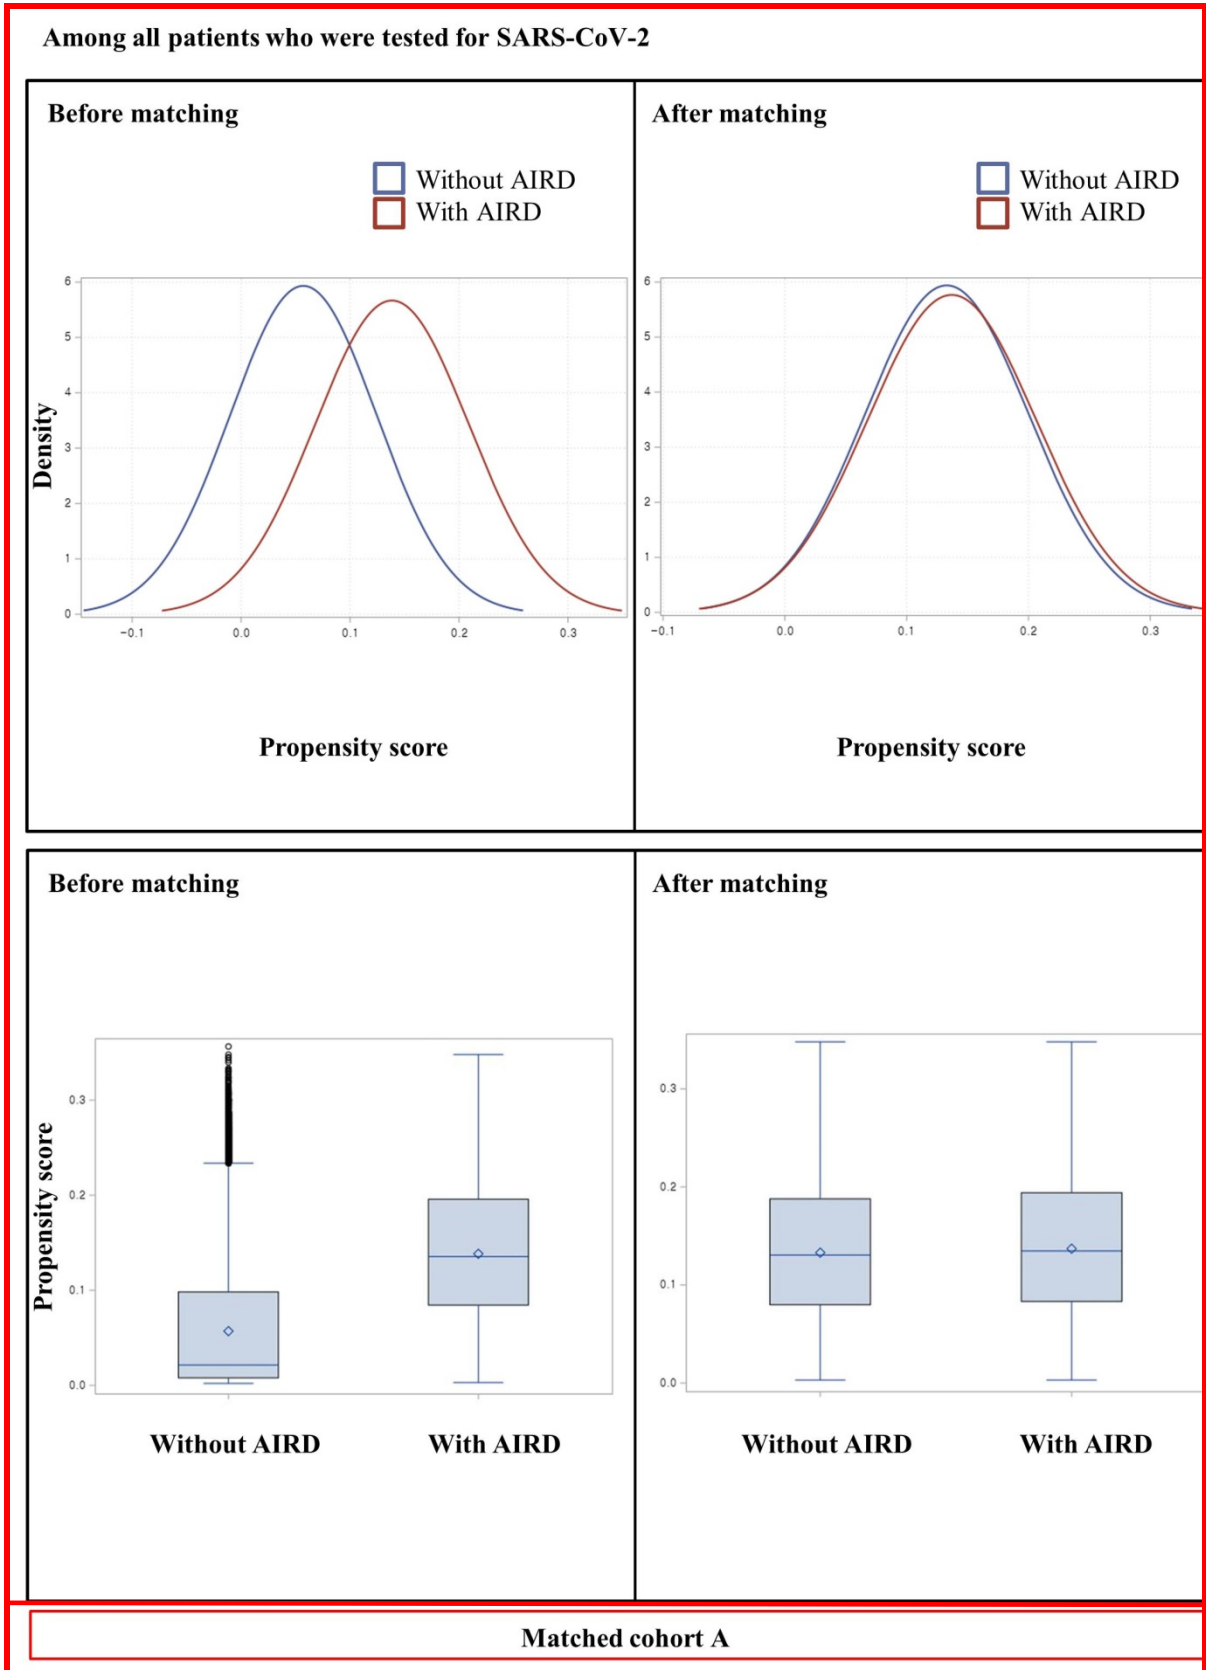 Among all patients who were tested for SARS-CoV-2
Before matching
Without AIRD
With AIRD
6
5
4
3
2
1
0
Density
−0.1
0.0
0.1
0.2
0.3
Propensity score
After matching
Without AIRD
With AIRD
6
5
4
3
2
1
0
-0.1
0.0
0.1
0.2
0.3
Propensity score
Before matching
Propensity score
0.3
0.2
0.1
0.0
Without AIRD
With AIRD
After matching
0.3
0.2
0.1
0.0
Without AIRD
With AIRD
Matched cohort A